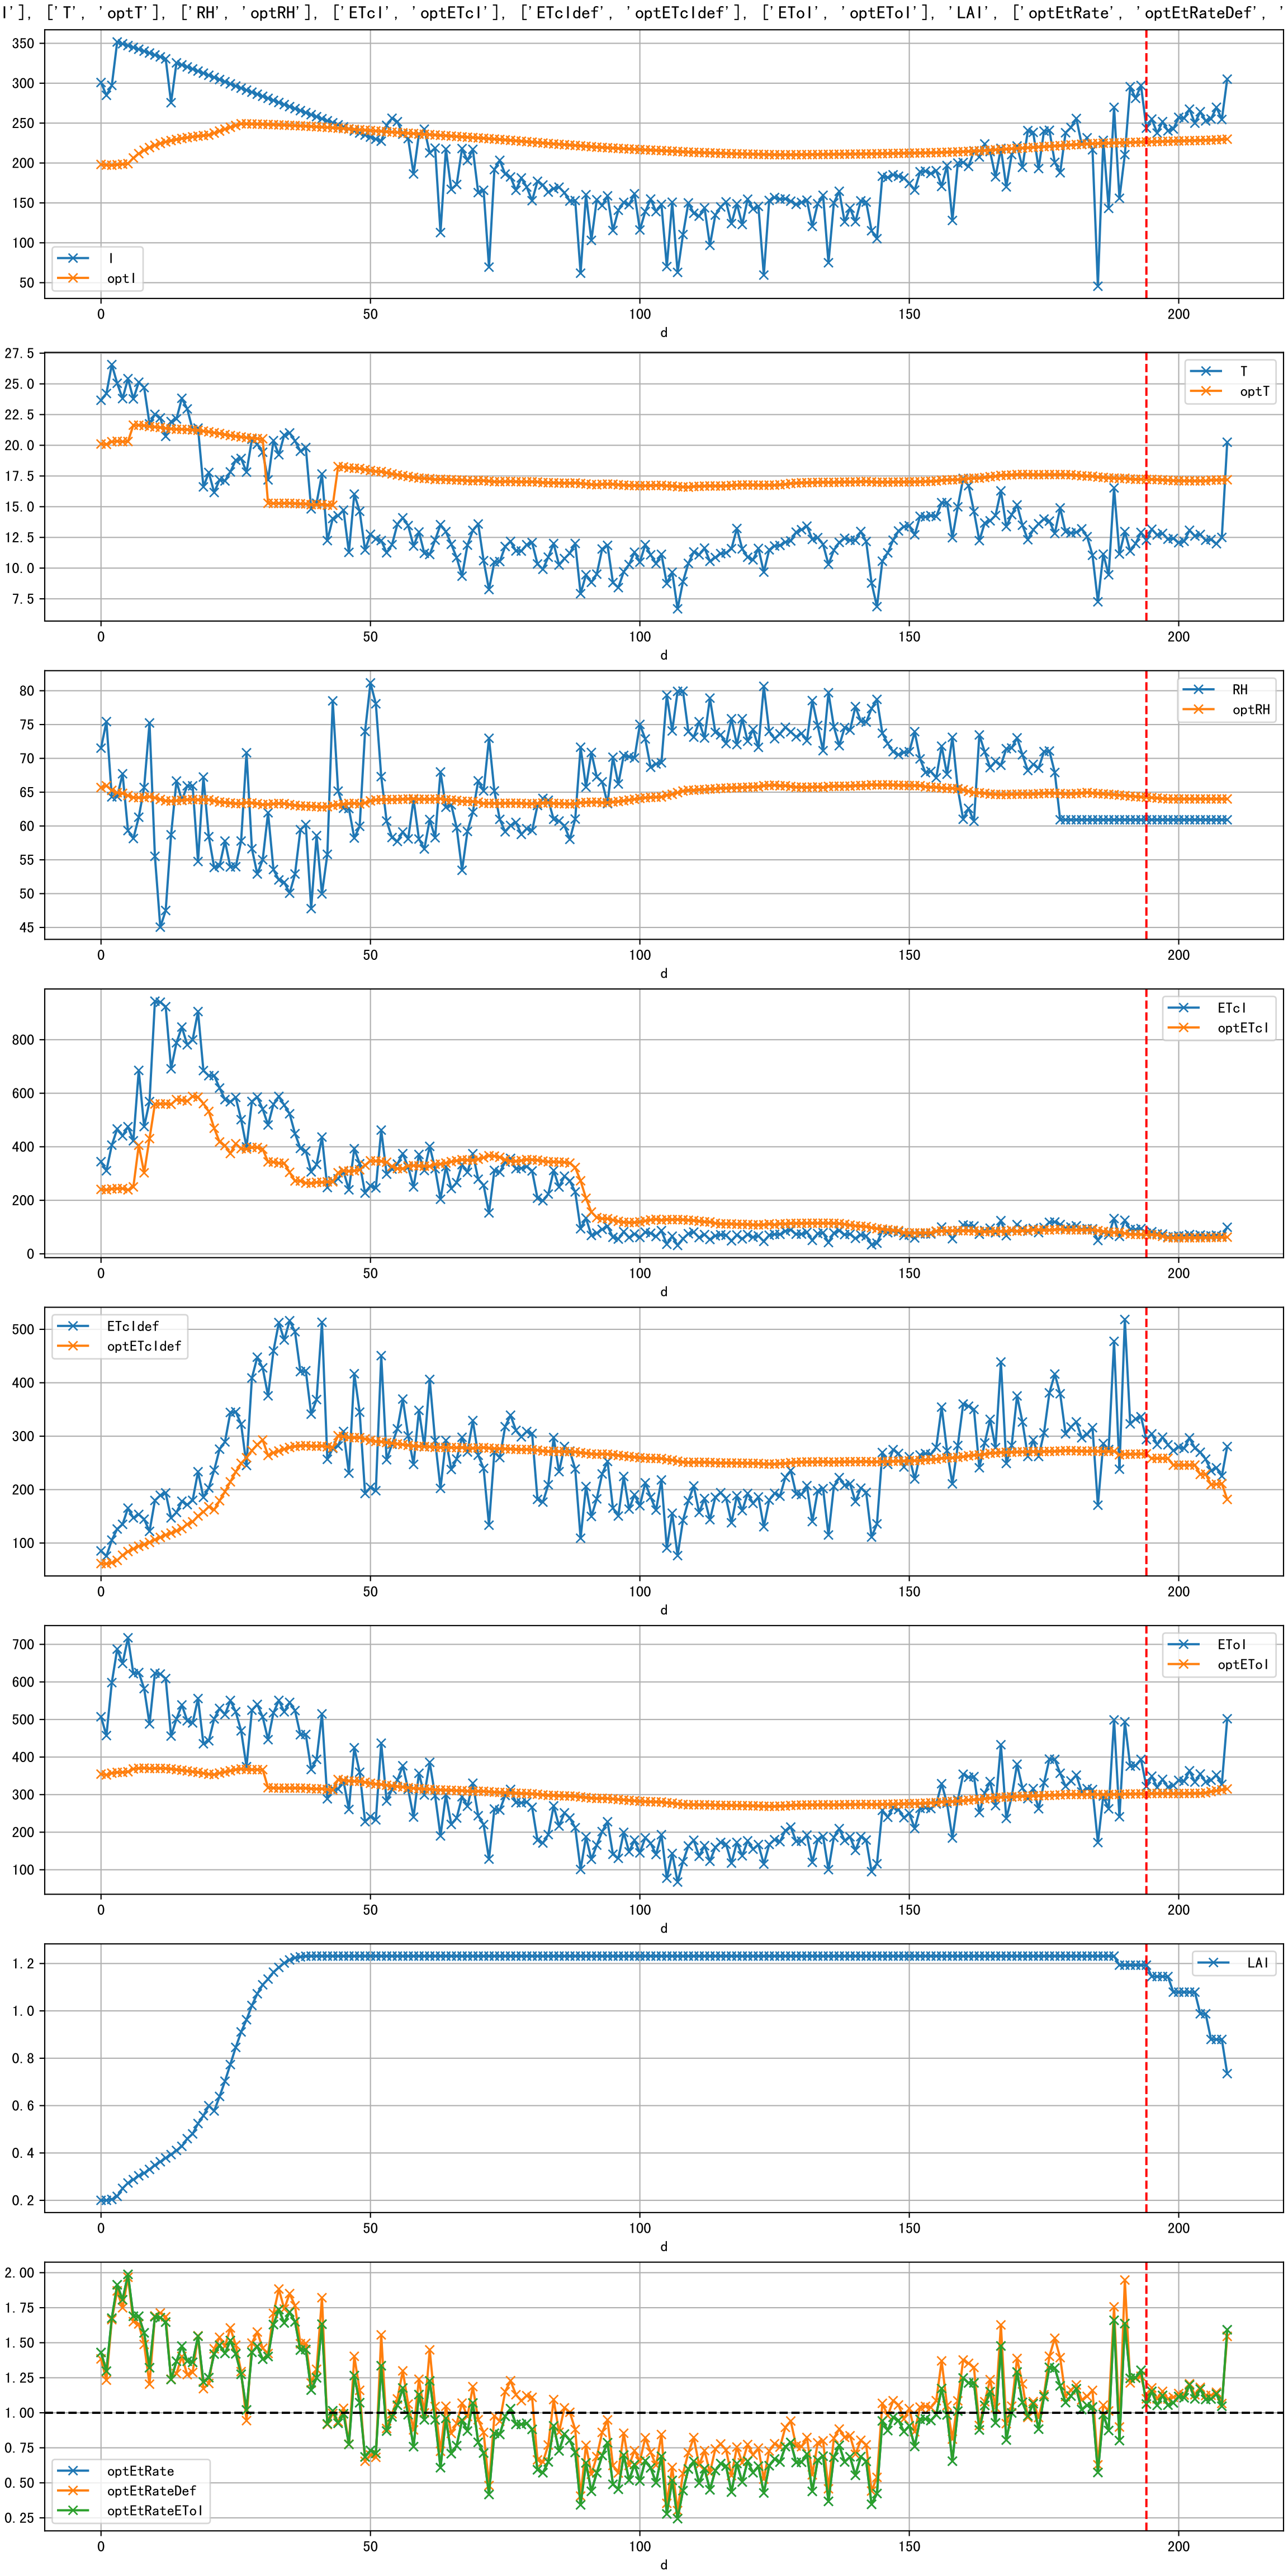 I'], ['T', 'optT'], ['RH', 'optRH'], ['ETcI', 'optETcI'], ['ETcIdef', 'optETcIdef'], ['EToI', 'optEToI'], 'LAI', ['optEtRate', 'optEtRateDef', '
350
300
250
200
150
100
50
I
optI
0 50 100 150 200
d
27.5
25.0
22.5
20.0
17.5
15.0
12.5
10.0
7.5
T
optT
0 50 100 150 200
d
80
75
70
65
60
55
50
45
RH
optRH
0 50 100 150 200
d
800
600
400
200
0
ETcI
optETcI
0 50 100 150 200
d
500
400
300
200
100
ETcIdef
optETcIdef
0 50 100 150 200
d
700
600
500
400
300
200
100
EToI
optEToI
0 50 100 150 200
d
1.2
1.0
0.8
0.6
0.4
0.2
LAI
0 50 100 150 200
d
2.00
1.75
1.50
1.25
1.00
0.75
0.50
0.25
optEtRate
optEtRateDef
optEtRateEToI
0 50 100 150 200
d